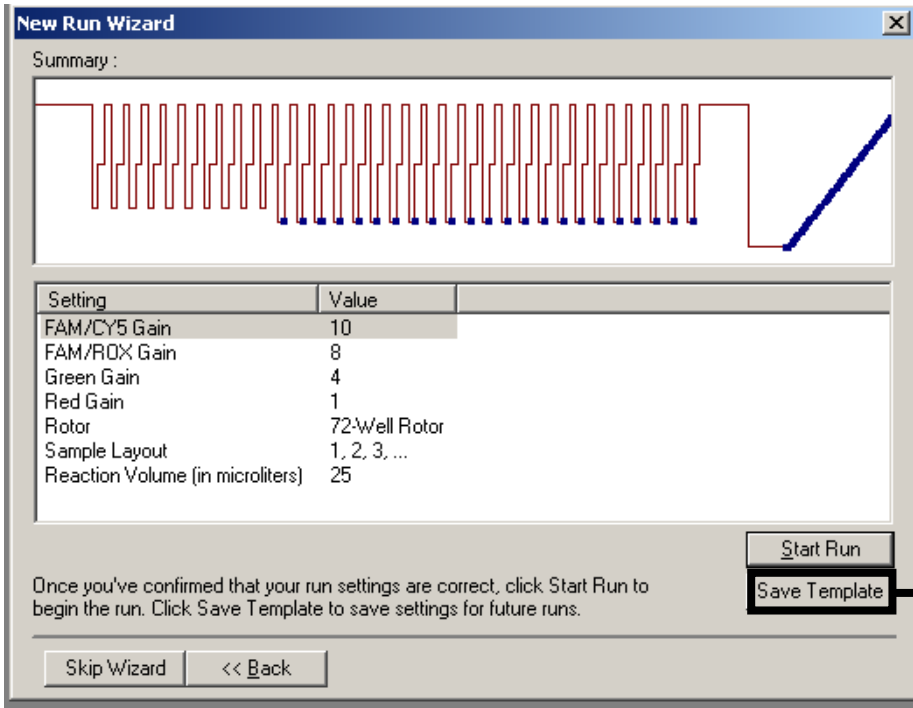 New Run Wizard
Summary :
Setting Value
FAM/CY5 Gain 10
FAM/ROX Gain 8
Green Gain 4
Red Gain 1
Rotor 72-Well Rotor
Sample Layout 1, 2, 3, ...
Reaction Volume (in microliters) 25
Start Run
Once you've confirmed that your run settings are correct, click Start Run to
begin the run. Click Save Template to save settings for future runs.
Save Template
Skip Wizard << Back